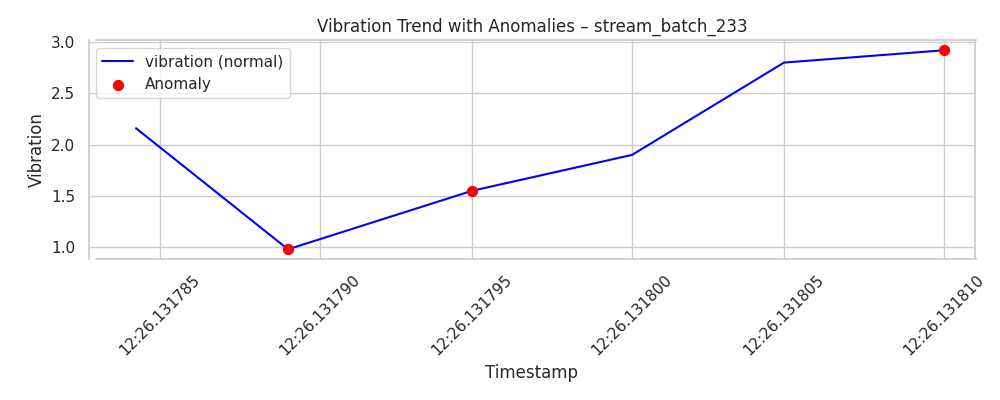 Vibration Trend with Anomalies – stream_batch_233
vibration (normal)
Anomaly
Vibration
3.0
2.5
2.0
1.5
1.0
12:26.131785
12:26.131790
12:26.131795
12:26.131800
12:26.131805
12:26.131810
Timestamp